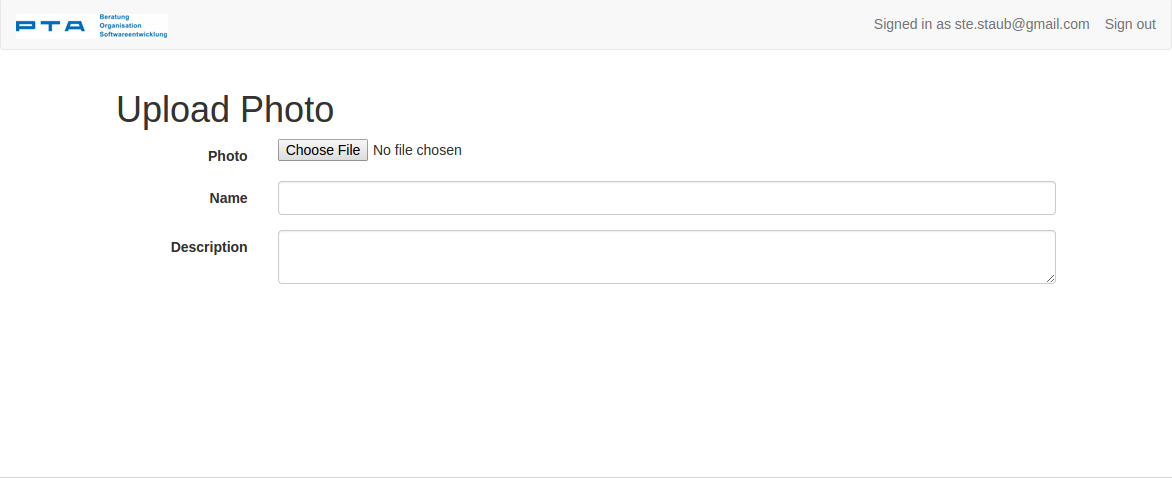 PTA
Beratung
Organisation
Softwareentwicklung
Signed in as ste.staub@gmail.com Sign out
Upload Photo
Photo Choose File No file chosen
Name
Description